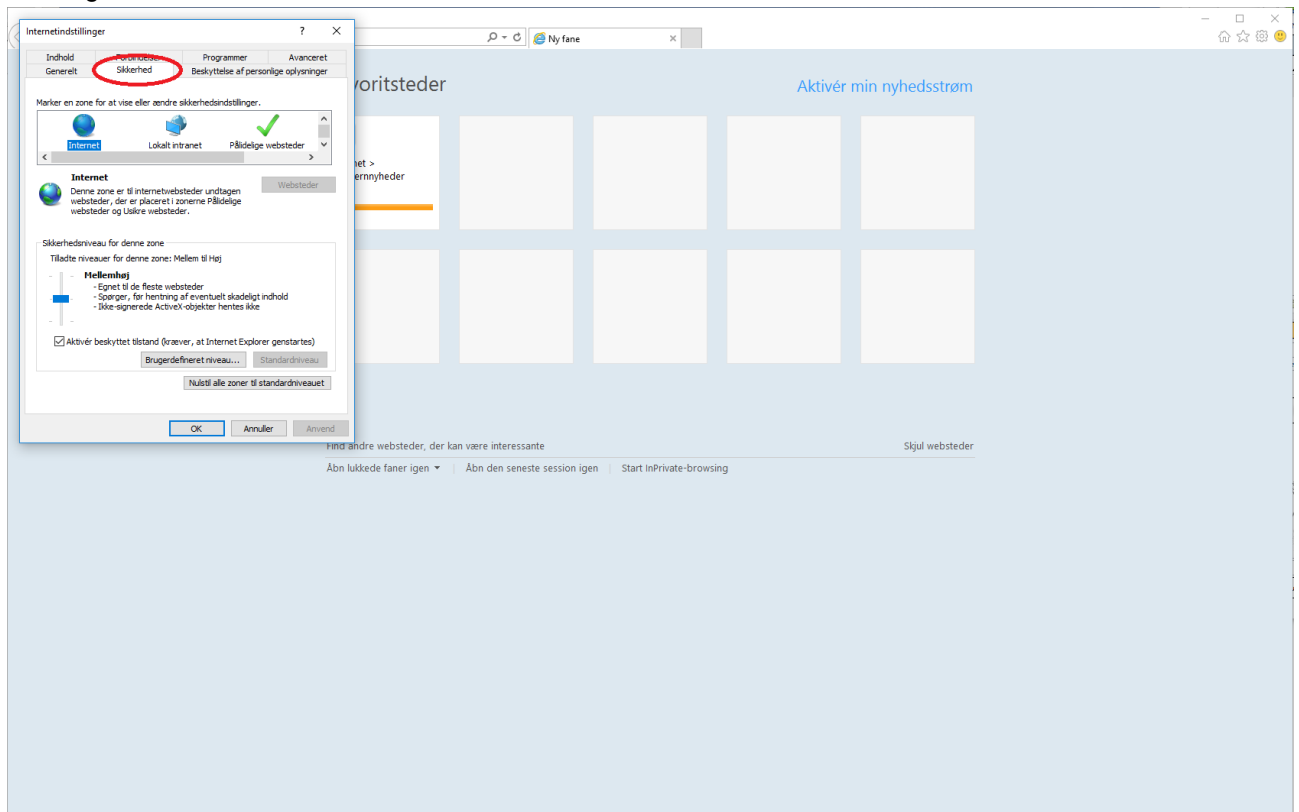 Internetindstillinger
Ny fane
Indhold Forbindelser Programmer Avanceret
Generelt Sikkerhed Beskyttelse af personlige oplysninger
Marker en zone for at vise eller ændre sikkerhedsindstillinger.
Internet Lokalt intranet Pålidelige websteder
Internet
Denne zone er til internetwebsteder undtagen
websteder, der er placeret i zonerne Pålidelige
websteder og Usikre websteder.
Websteder
Sikkerhedsniveau for denne zone
Tilladte niveauer for denne zone: Mellem til Høj
Mellemhøj
- Egnet til de fleste websteder
- Spørger, før hentning af eventuelt skadeligt indhold
- Ikke-signerede ActiveX-objekter hentes ikke
Aktivér beskyttet tilstand (kræver, at Internet Explorer genstartes)
Brugerdefineret niveau... Standardniveau
Nulstil alle zoner til standardniveauet
OK Annuller Anvend
voritsteder
Aktivér min nyhedsstrøm
net >
ernnyheder
Find andre websteder, der kan være interessante
Skjul websteder
Åbn lukkede faner igen
Åbn den seneste session igen
Start InPrivate-browsing